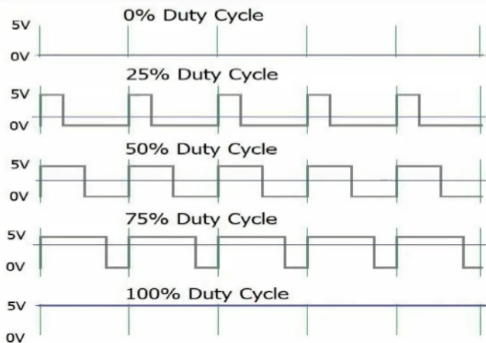 0% Duty Cycle
5V
0V
25% Duty Cycle
5V
0V
50% Duty Cycle
5V
0V
75% Duty Cycle
5V
0V
100% Duty Cycle
5V
0V